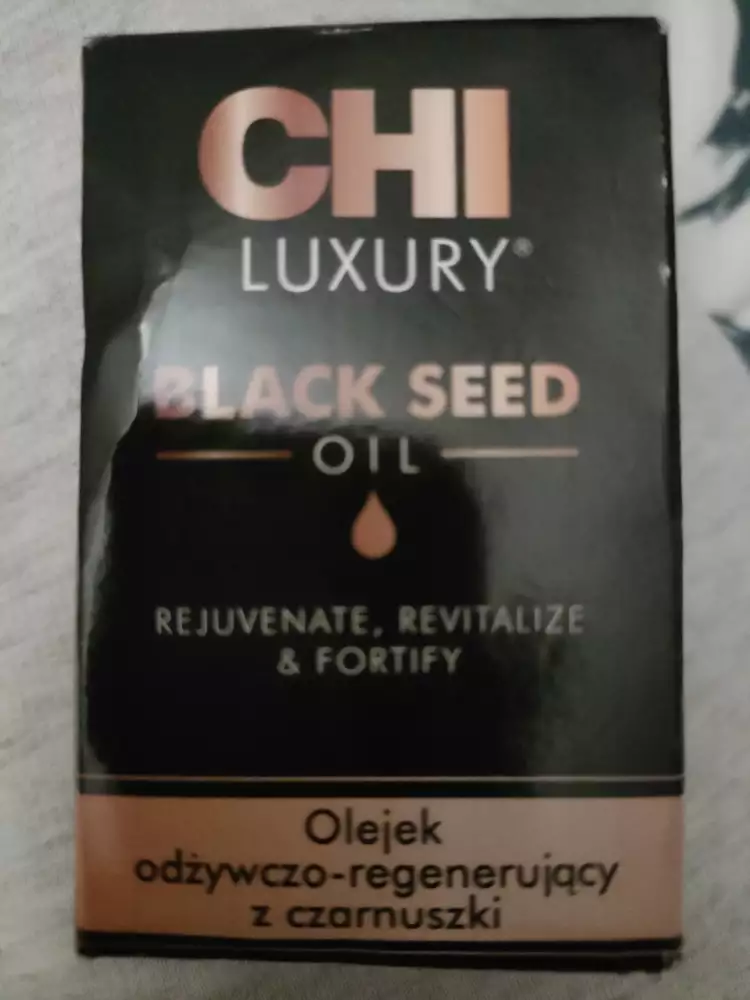 CHI
LUXURY®
BLACK SEED
OIL
REJUVENATE, REVITALIZE
& FORTIFY
Olejek
odżywczo-regenerujący
z czarnuszki